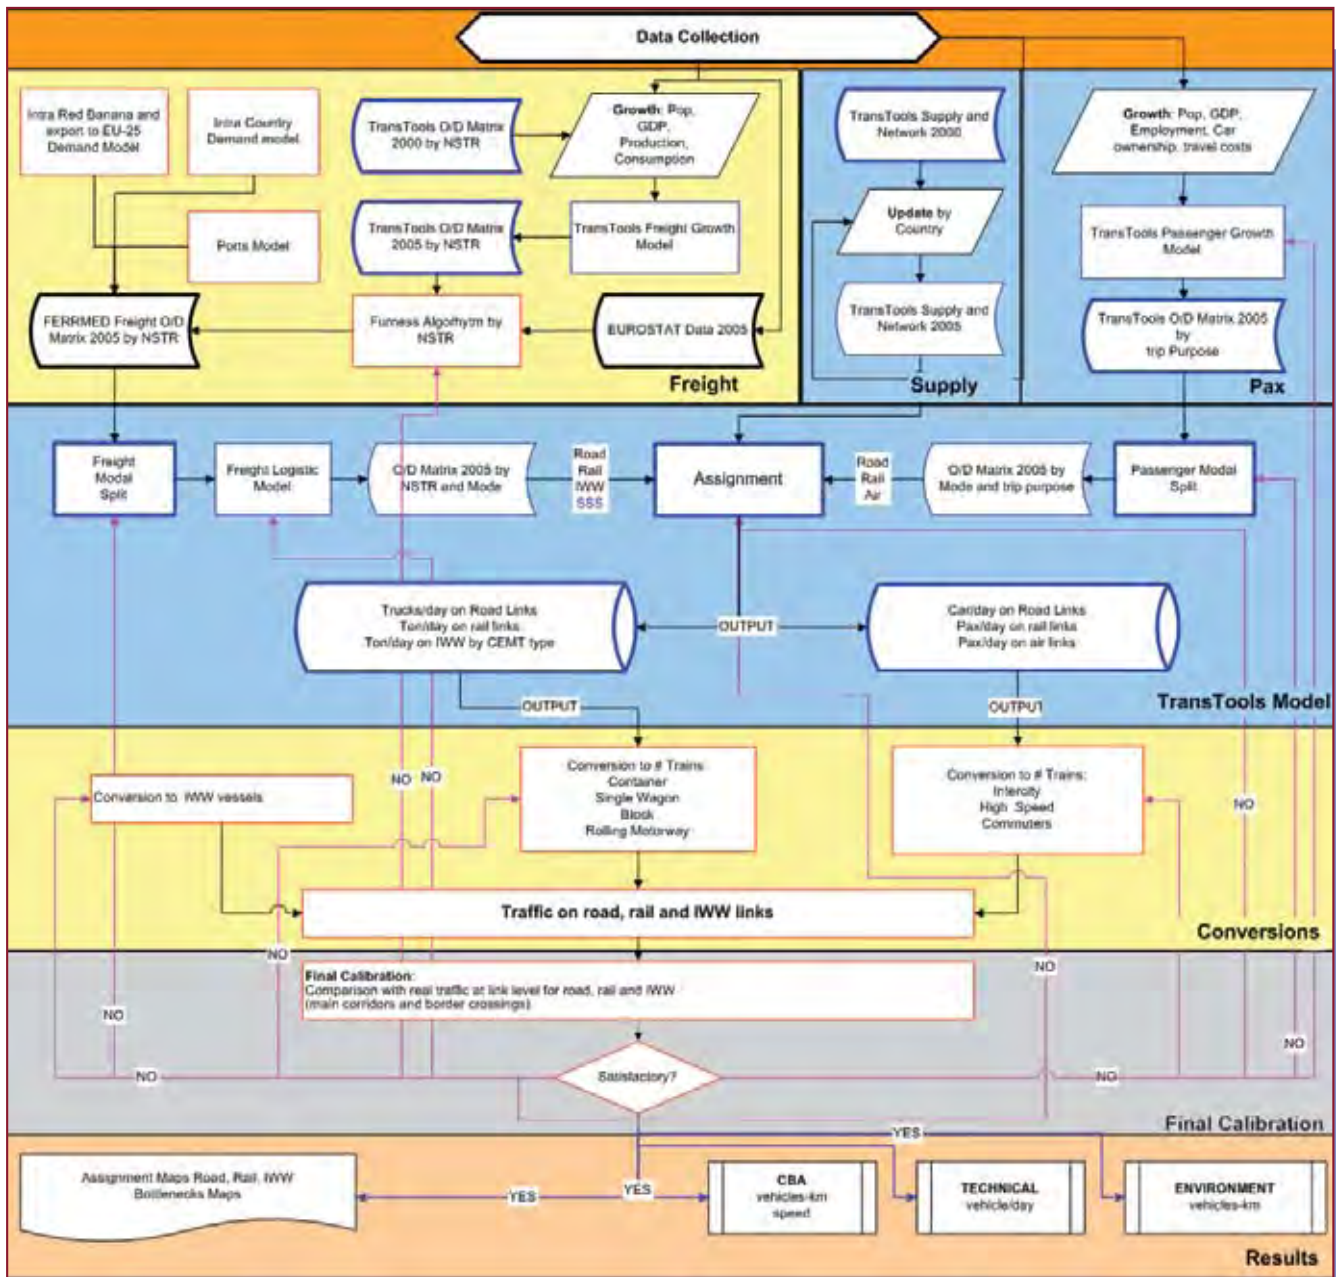 Data Collection
Intra Red Banana and
export to EU-25
Demand Model
Intra Country
Demand model
TransTools O/D Matrix
2000 by NSTR
Growth: Pop,
GDP,
Production,
Consumption
TransTools Supply and
Network 2000
Growth: Pop, GDP,
Employment, Car
ownership, travel costs
Ports Model
TransTools O/D Matrix
2005 by NSTR
TransTools Freight Growth
Model
Update by
Country
TransTools Passenger Growth
Model
FERRMED Freight O/D
Matrix 2005 by NSTR
Furness Algorhytm by
NSTR
EUROSTAT Data 2005
TransTools Supply and
Network 2005
TransTools O/D Matrix 2005
by
trip Purpose
Freight
Supply
Pax
Freight
Modal
Split
Freight Logistic
Model
O/D Matrix 2005 by
NSTR and Mode
Road
Rail
IWW
SSS
Assignment
Road
Rail
Air
O/D Matrix 2005 by
Mode and trip purpose
Passenger Modal
Split
Trucks/day on Road Links
Ton/day on rail links
Ton/day on IWW by CEMT type
OUTPUT
Car/day on Road Links
Pax/day on rail links
Pax/day on air links
OUTPUT
OUTPUT
TransTools Model
Conversion to IWW vessels
NO
NO
Conversion to # Trains:
Container
Single Wagon
Block
Rolling Motorway
Conversion to # Trains:
Intercity
High Speed
Commuters
NO
Traffic on road, rail and IWW links
Conversions
NO
NO
Final Calibration:
Comparison with real traffic at link level for road, rail and IWW
(main corridors and border crossings)
NO
NO
NO
Satisfactory?
NO
Final Calibration
YES
Assignment Maps Road, Rail, IWW
Bottlenecks Maps
YES
YES
CBA
vehicles-km
speed
TECHNICAL
vehicle/day
ENVIRONMENT
vehicles-km
Results